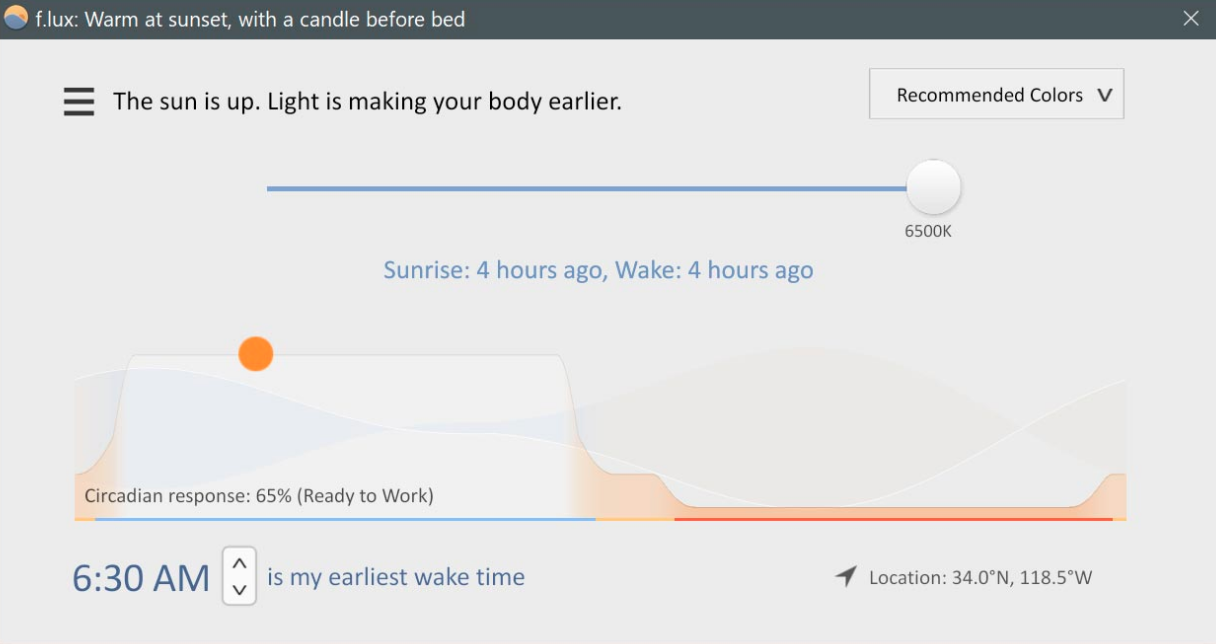 f.lux: Warm at sunset, with a candle before bed
The sun is up. Light is making your body earlier.
Recommended Colors
6500K
Sunrise: 4 hours ago, Wake: 4 hours ago
Circadian response: 65% (Ready to Work)
6:30 AM is my earliest wake time
Location: 34.0°N, 118.5°W